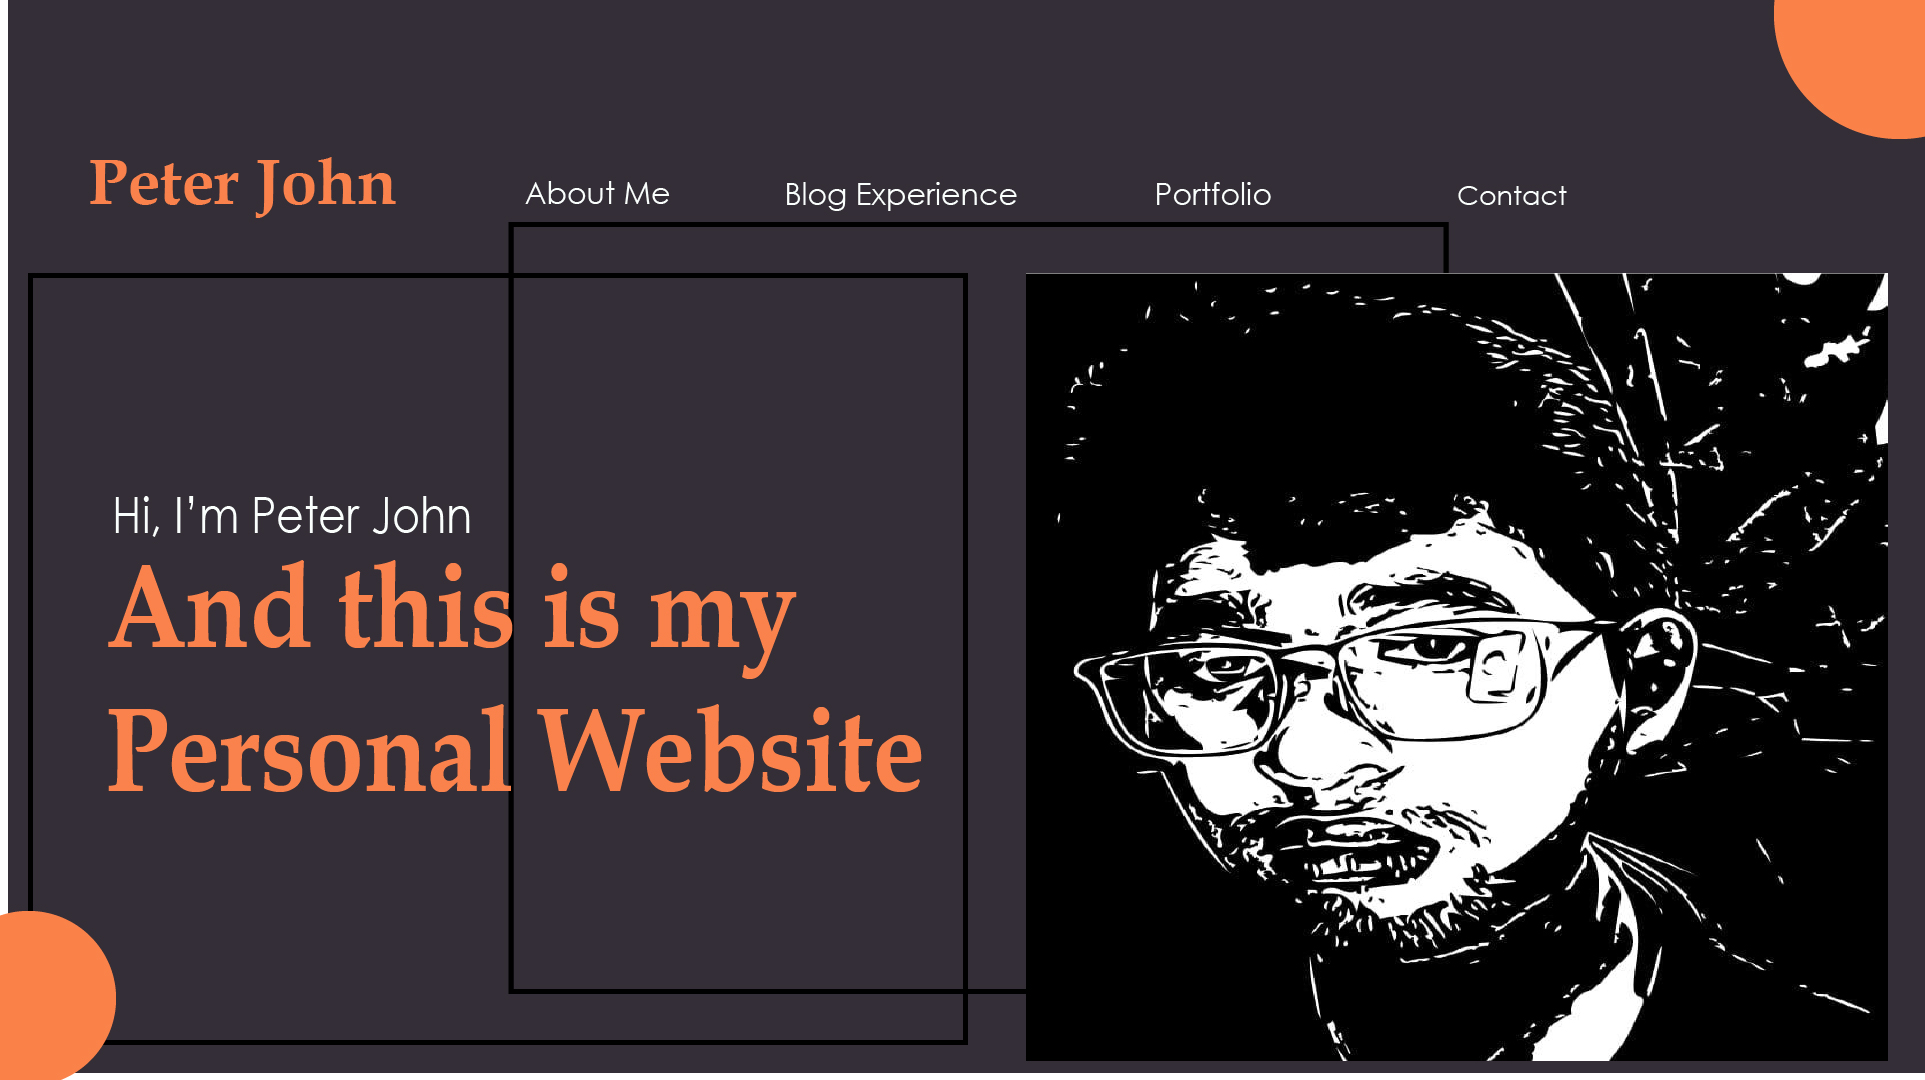 Peter John
About Me
Blog Experience
Portfolio
Contact
Hi, I'm Peter John
And this is my
Personal Website